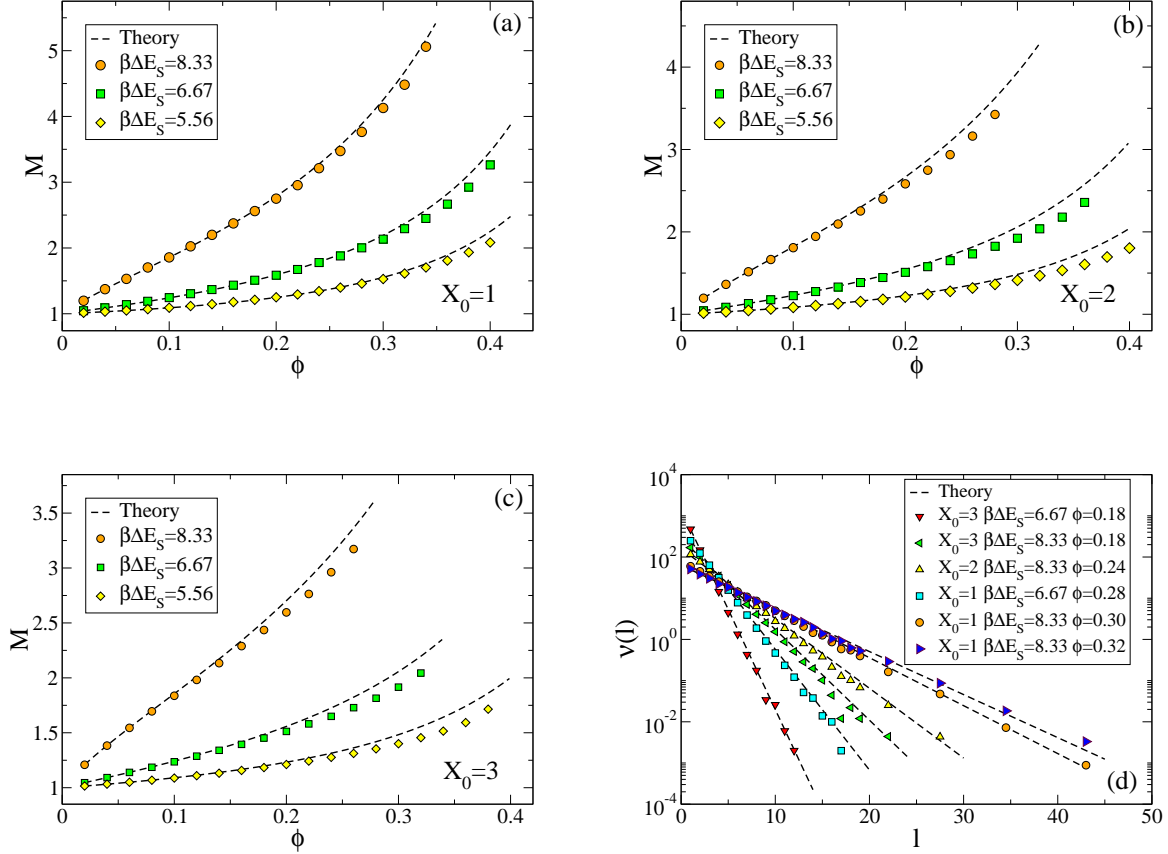 (a)
Theory
βΔE_S=8.33
βΔE_S=6.67
βΔE_S=5.56
5
4
3
2
1
M
X_0=1
0 0.1 0.2 0.3 0.4
ϕ
(b)
Theory
βΔE_S=8.33
βΔE_S=6.67
βΔE_S=5.56
4
3
2
1
M
X_0=2
0 0.1 0.2 0.3 0.4
ϕ
(c)
Theory
βΔE_S=8.33
βΔE_S=6.67
βΔE_S=5.56
3.5
3
2.5
2
1.5
1
M
X_0=3
0 0.1 0.2 0.3 0.4
ϕ
Theory
X_0=3 βΔE_S=6.67 ϕ=0.18
X_0=3 βΔE_S=8.33 ϕ=0.18
X_0=2 βΔE_S=8.33 ϕ=0.24
X_0=1 βΔE_S=6.67 ϕ=0.28
X_0=1 βΔE_S=8.33 ϕ=0.30
X_0=1 βΔE_S=8.33 ϕ=0.32
10^4
10^2
10^0
10^-2
10^-4
ν(l)
(d)
0 10 20 30 40 50
l